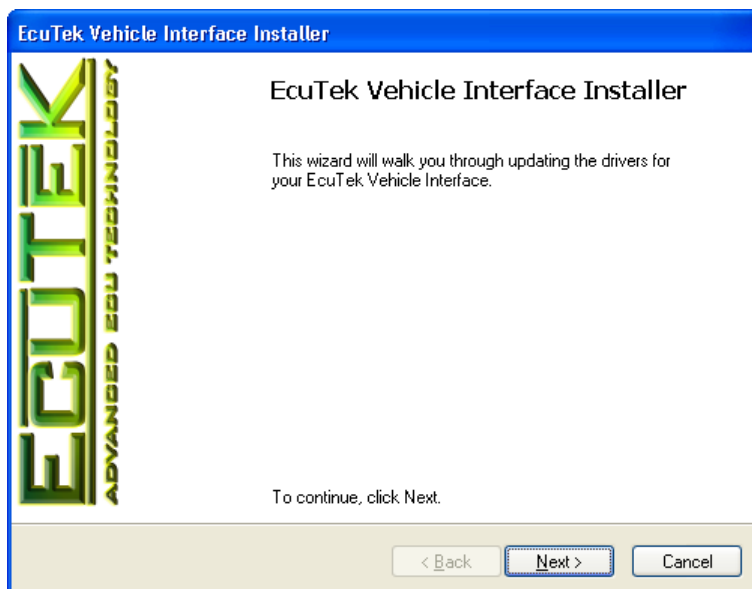 EcuTek Vehicle Interface Installer
ECUTEK
ADVANCED ECU TECHNOLOGY
EcuTek Vehicle Interface Installer
This wizard will walk you through updating the drivers for
your EcuTek Vehicle Interface.
To continue, click Next.
< Back
Next >
Cancel